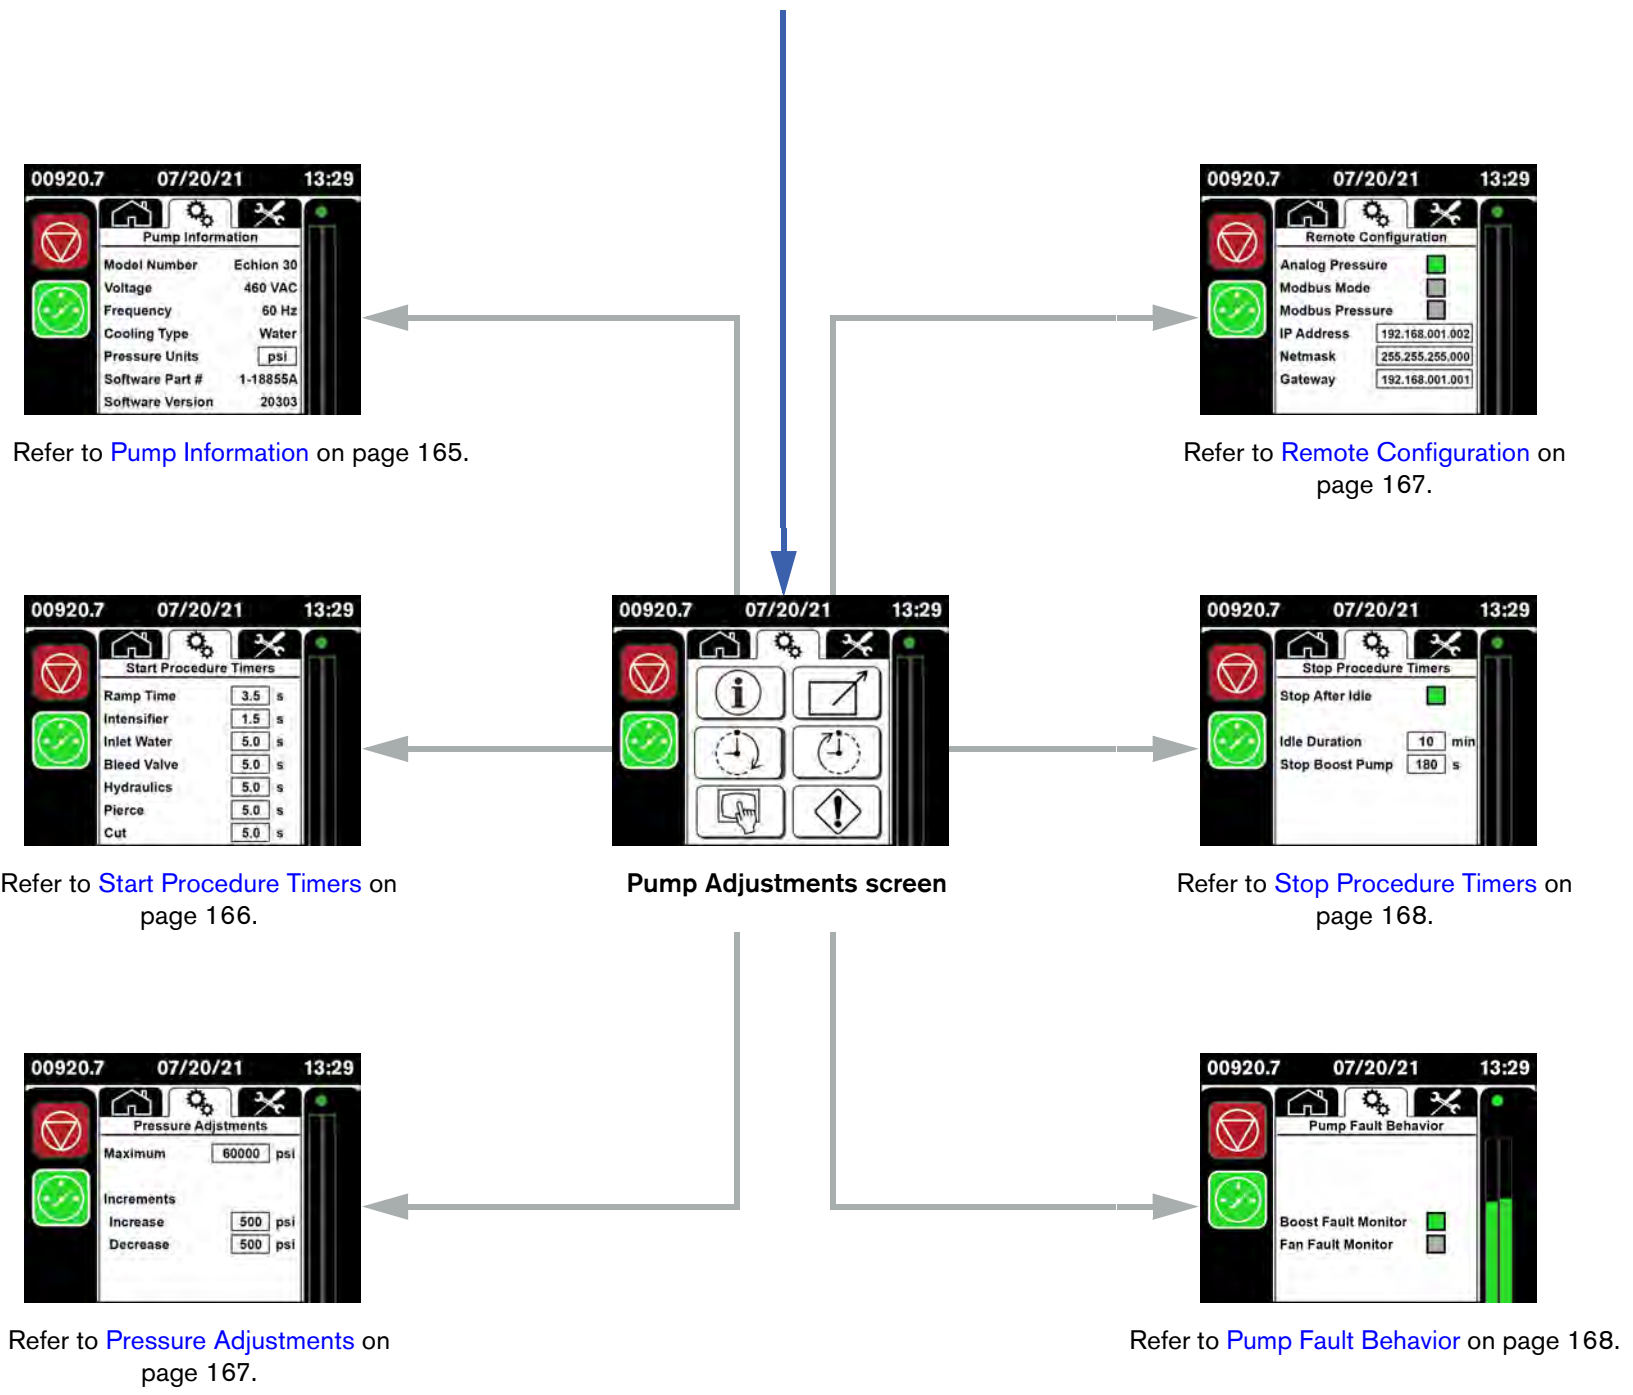 00920.7 07/20/21 13:29
Pump Information
Model Number Echion 30
Voltage 460 VAC
Frequency 60 Hz
Cooling Type Water
Pressure Units psi
Software Part # 1-18855A
Software Version 20303
Refer to Pump Information on page 165.
00920.7 07/20/21 13:29
Remote Configuration
Analog Pressure
Modbus Mode
Modbus Pressure
IP Address 192.168.001.002
Netmask 255.255.255.000
Gateway 192.168.001.001
Refer to Remote Configuration on
page 167.
00920.7 07/20/21 13:29
Start Procedure Timers
Ramp Time 3.5 s
Intensifier 1.5 s
Inlet Water 5.0 s
Bleed Valve 5.0 s
Hydraulics 5.0 s
Pierce 5.0 s
Cut 5.0 s
Refer to Start Procedure Timers on
page 166.
00920.7 07/20/21 13:29
Pump Adjustments screen
00920.7 07/20/21 13:29
Stop Procedure Timers
Stop After Idle
Idle Duration 10 min
Stop Boost Pump 180 s
Refer to Stop Procedure Timers on
page 168.
00920.7 07/20/21 13:29
Pressure Adjstments
Maximum 60000 psi
Increments
Increase 500 psi
Decrease 500 psi
Refer to Pressure Adjustments on
page 167.
00920.7 07/20/21 13:29
Pump Fault Behavior
Boost Fault Monitor
Fan Fault Monitor
Refer to Pump Fault Behavior on page 168.